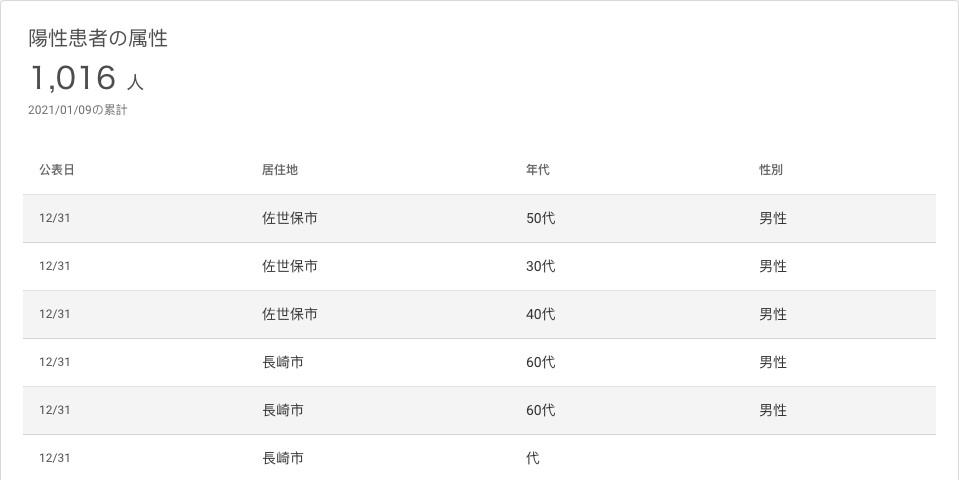 陽性患者の属性
1,016 人
2021/01/09の累計
公表日 居住地 年代 性別
12/31 佐世保市 50代 男性
12/31 佐世保市 30代 男性
12/31 佐世保市 40代 男性
12/31 長崎市 60代 男性
12/31 長崎市 60代 男性
12/31 長崎市 代